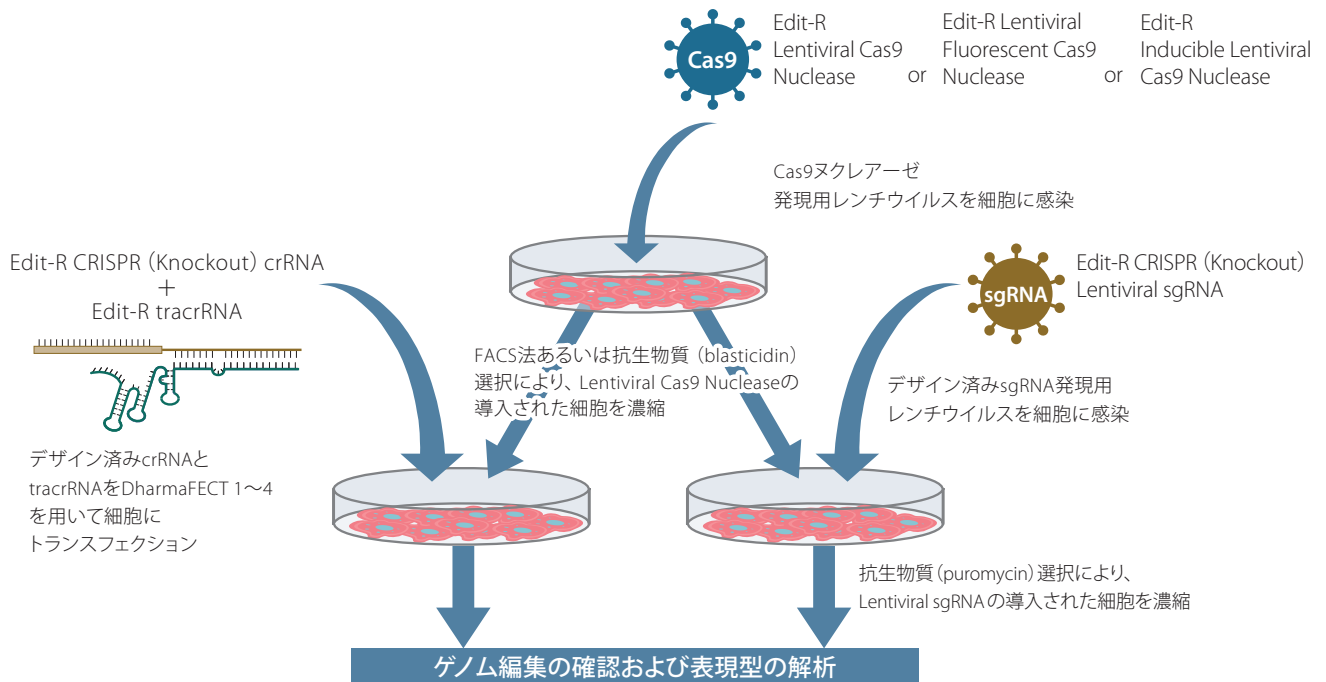 Cas9
Edit-R
Lentiviral Cas9
Nuclease
or
Edit-R Lentiviral
Fluorescent Cas9
Nuclease
or
Edit-R
Inducible Lentiviral
Cas9 Nuclease
Cas9ヌクレアーゼ
発現用レンチウイルスを細胞に感染
Edit-R CRISPR（Knockout）crRNA
+
Edit-R tracrRNA
sgRNA
Edit-R CRISPR（Knockout）
Lentiviral sgRNA
FACS法あるいは抗生物質（blasticidin）
選択により、Lentiviral Cas9 Nucleaseの
導入された細胞を濃縮
デザイン済みsgRNA発現用
レンチウイルスを細胞に感染
デザイン済みcrRNAと
tracrRNAをDharmaFECT 1～4
を用いて細胞に
トランスフェクション
抗生物質（puromycin）選択により、
Lentiviral sgRNAの導入された細胞を濃縮
ゲノム編集の確認および表現型の解析